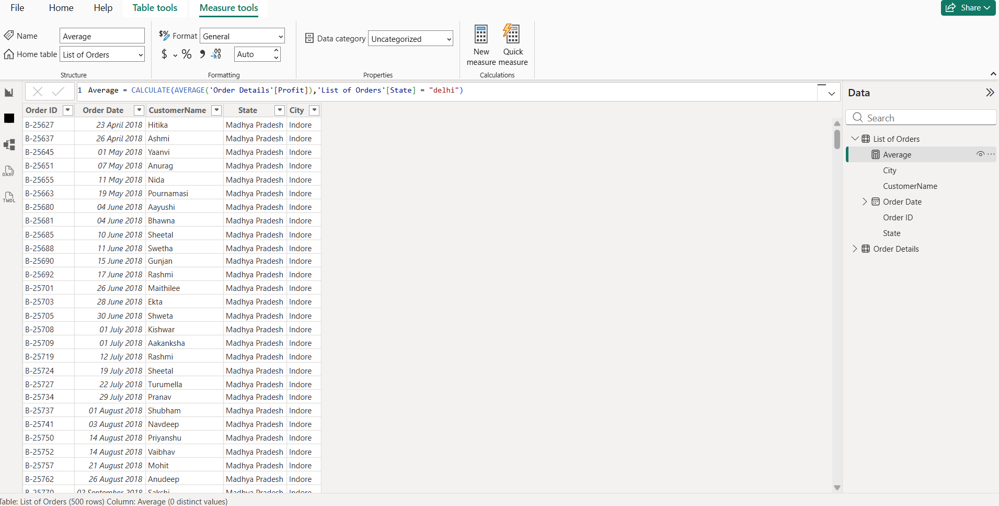 File Home Help Table tools Measure tools Share
Name Average $% Format General Data category Uncategorized New measure Quick measure
Home table List of Orders $ % , .00 Auto
Structure Formatting Properties Calculations
1 Average = CALCULATE(AVERAGE('Order Details'[Profit]),'List of Orders'[State] = "delhi")
Order ID Order Date CustomerName State City
B-25627 23 April 2018 Hitika Madhya Pradesh Indore
B-25637 26 April 2018 Ashmi Madhya Pradesh Indore
B-25645 01 May 2018 Yaanvi Madhya Pradesh Indore
B-25651 07 May 2018 Anurag Madhya Pradesh Indore
B-25655 11 May 2018 Nida Madhya Pradesh Indore
B-25663 19 May 2018 Pournamasi Madhya Pradesh Indore
B-25680 04 June 2018 Aayushi Madhya Pradesh Indore
B-25681 04 June 2018 Bhawna Madhya Pradesh Indore
B-25685 10 June 2018 Sheetal Madhya Pradesh Indore
B-25688 11 June 2018 Swetha Madhya Pradesh Indore
B-25690 15 June 2018 Gunjan Madhya Pradesh Indore
B-25692 17 June 2018 Rashmi Madhya Pradesh Indore
B-25701 26 June 2018 Maithilee Madhya Pradesh Indore
B-25703 28 June 2018 Ekta Madhya Pradesh Indore
B-25705 30 June 2018 Shweta Madhya Pradesh Indore
B-25708 01 July 2018 Kishwar Madhya Pradesh Indore
B-25709 01 July 2018 Aakanksha Madhya Pradesh Indore
B-25719 12 July 2018 Rashmi Madhya Pradesh Indore
B-25724 19 July 2018 Sheetal Madhya Pradesh Indore
B-25727 22 July 2018 Turumella Madhya Pradesh Indore
B-25734 29 July 2018 Pranav Madhya Pradesh Indore
B-25737 01 August 2018 Shubham Madhya Pradesh Indore
B-25741 03 August 2018 Navdeep Madhya Pradesh Indore
B-25750 14 August 2018 Priyanshu Madhya Pradesh Indore
B-25752 14 August 2018 Vaibhav Madhya Pradesh Indore
B-25757 21 August 2018 Mohit Madhya Pradesh Indore
B-25762 26 August 2018 Anudeep Madhya Pradesh Indore
B-25770 02 September 2018 Sakshi Madhya Pradesh Indore
DAX
TMDL
Data
Search
List of Orders
Average
City
CustomerName
Order Date
Order ID
State
Order Details
Table: List of Orders (500 rows) Column: Average (0 distinct values)